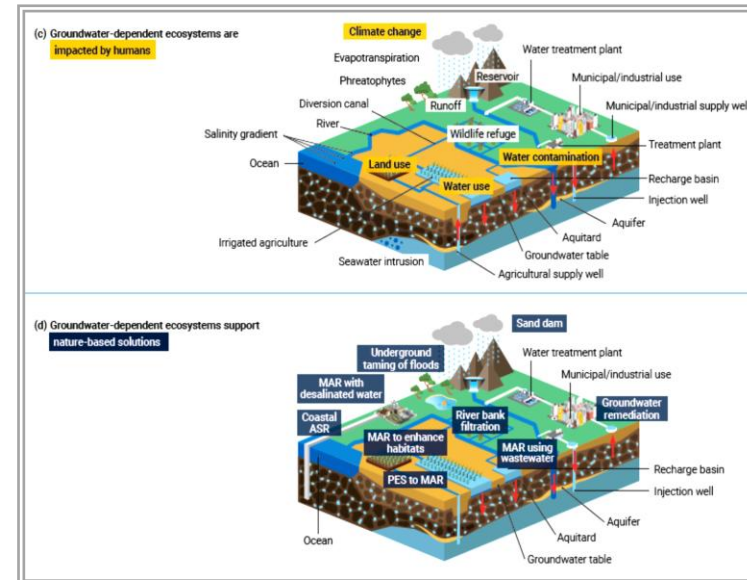 (c) Groundwater-dependent ecosystems are
impacted by humans
Climate change
Evapotranspiration
Phreatophytes
Diversion canal
River
Salinity gradient
Ocean
Reservoir
Runoff
Wildlife refuge
Land use
Water use
Water contamination
Water treatment plant
Municipal/industrial use
Municipal/industrial supply well
Treatment plant
Recharge basin
Injection well
Aquifer
Aquitard
Groundwater table
Agricultural supply well
Irrigated agriculture
Seawater intrusion
(d) Groundwater-dependent ecosystems support
nature-based solutions
Sand dam
Underground
taming of floods
MAR with
desalinated water
Coastal
ASR
Water treatment plant
Municipal/industrial use
Groundwater
remediation
River bank
filtration
MAR to enhance
habitats
MAR using
wastewater
PES to MAR
Recharge basin
Injection well
Aquifer
Aquitard
Groundwater table
Ocean